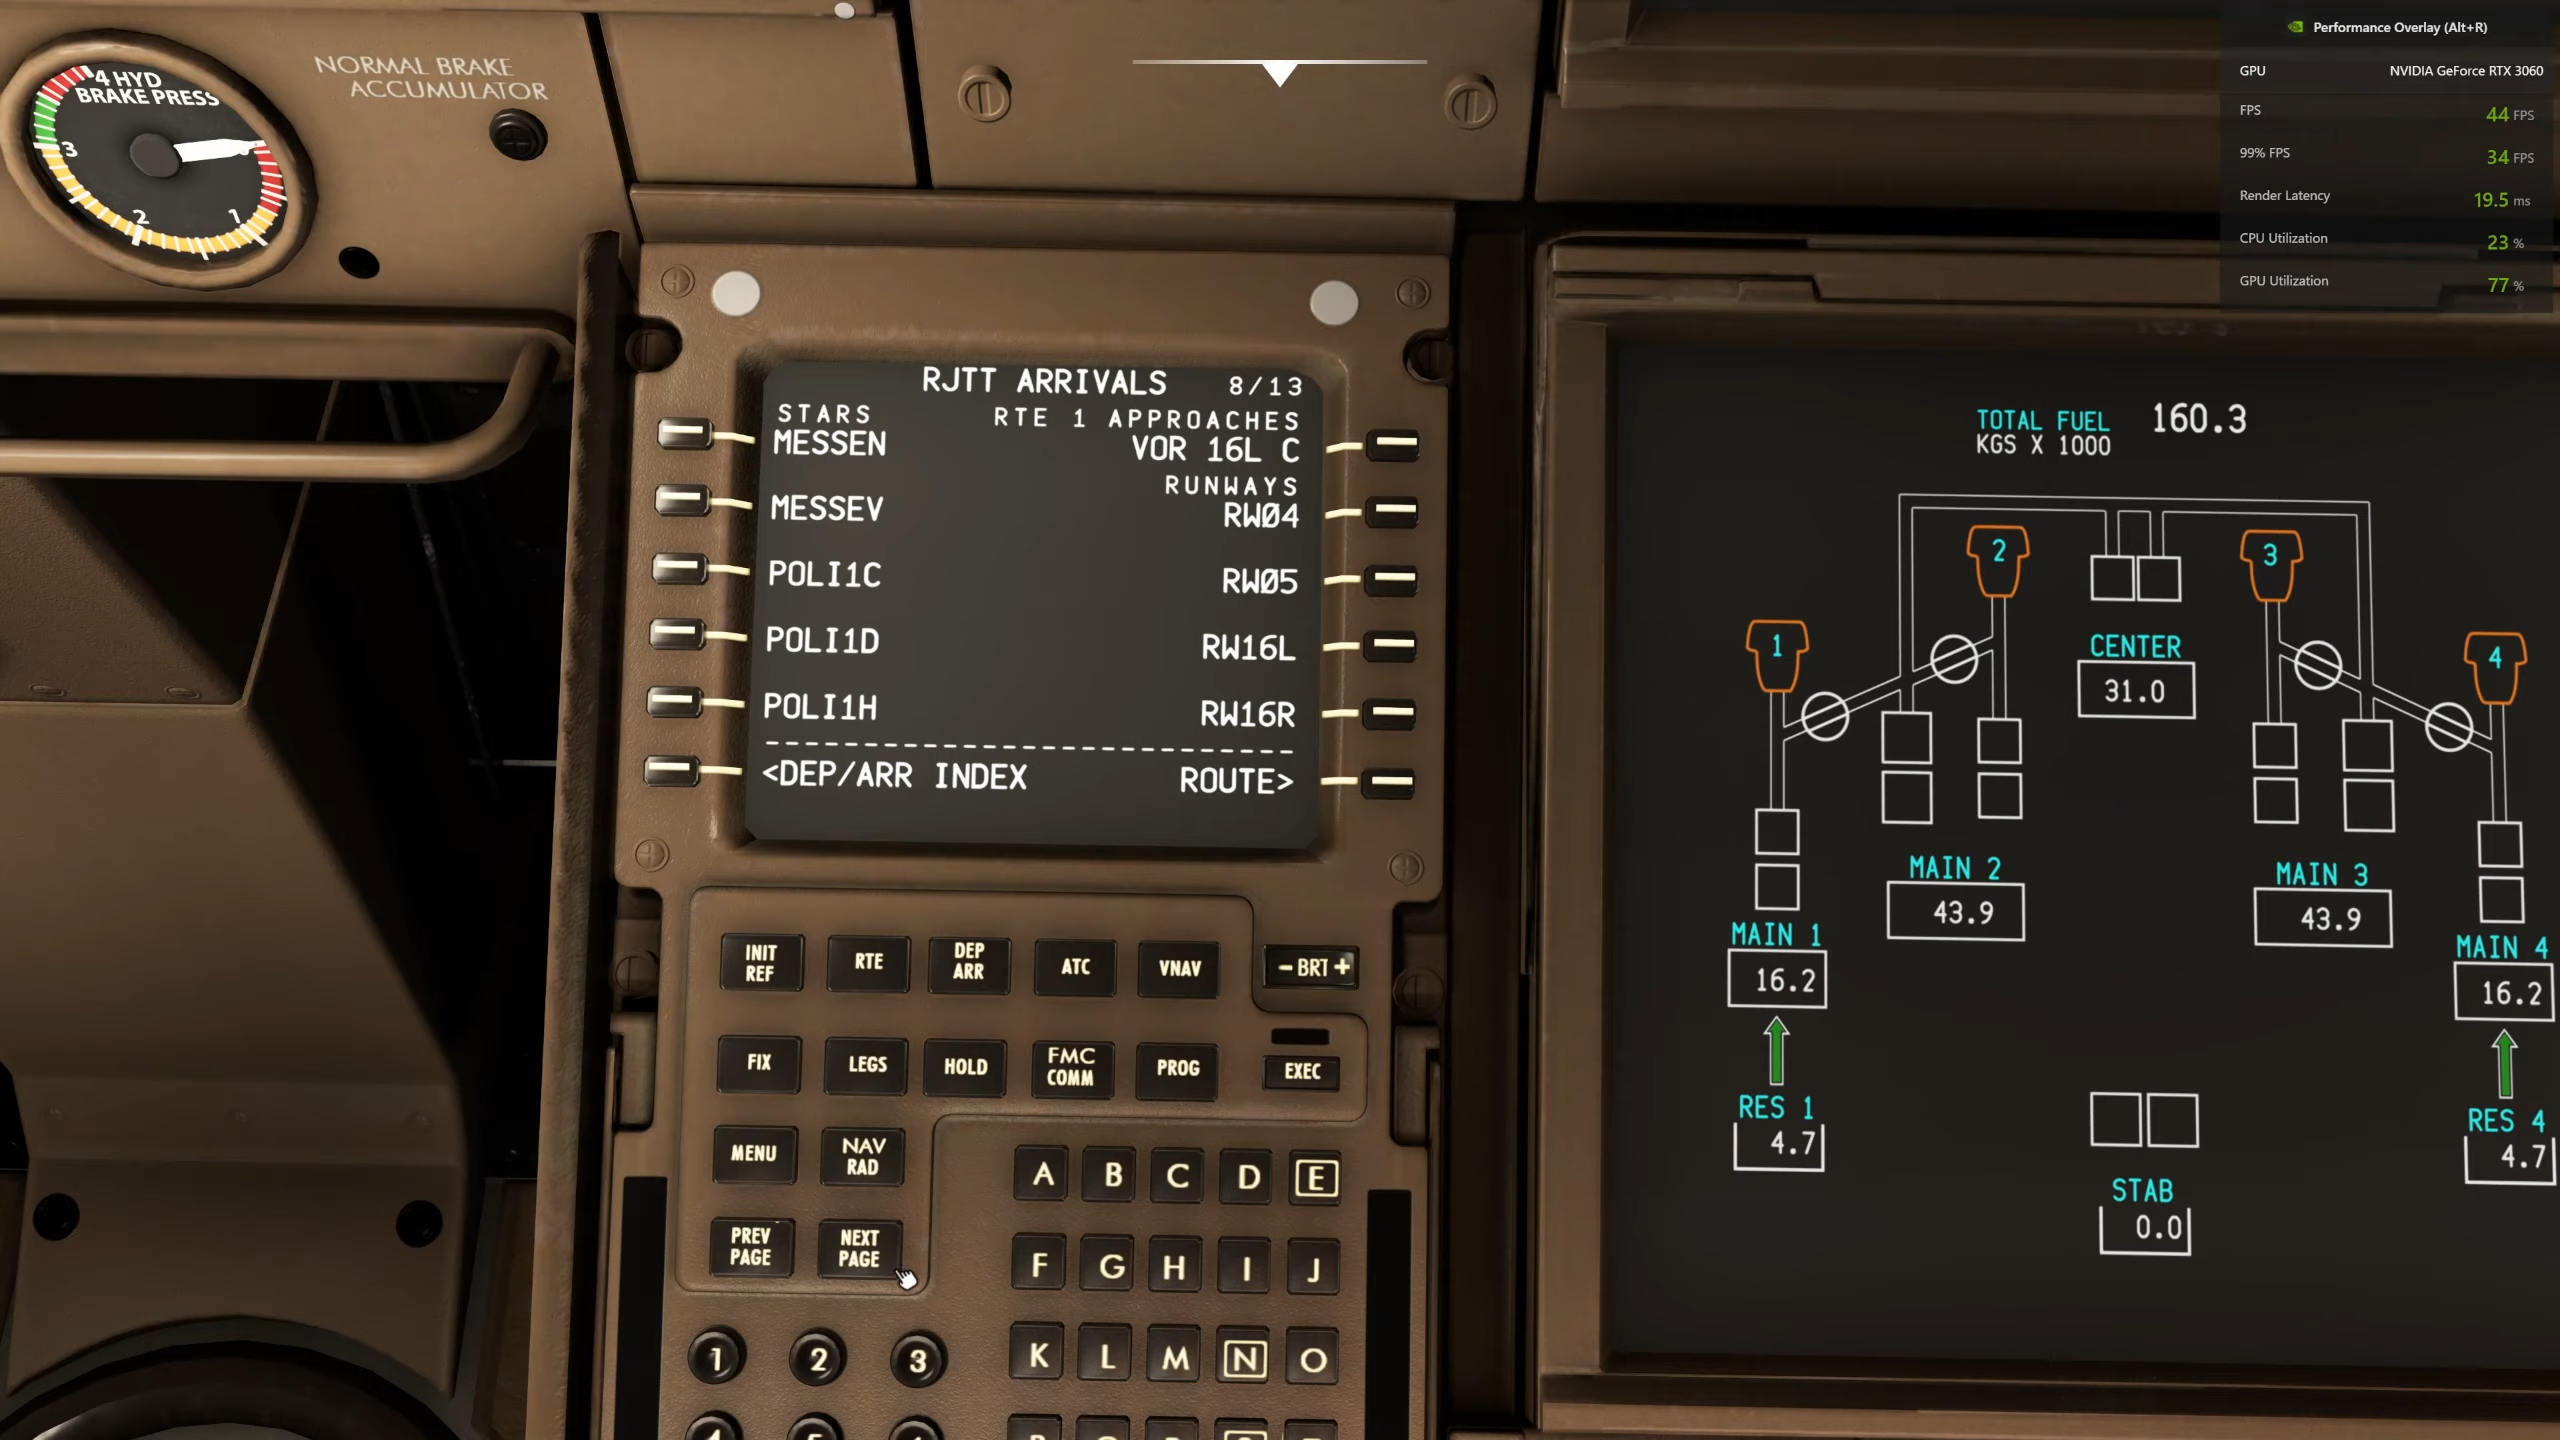 4 HYD
BRAKE PRESS
3
2
1
NORMAL BRAKE
ACCUMULATOR
Performance Overlay (Alt+R)
GPU NVIDIA GeForce RTX 3060
FPS 44 FPS
99% FPS 34 FPS
Render Latency 19.5 ms
CPU Utilization 23 %
GPU Utilization 77 %
RJTT ARRIVALS 8/13
STARS RTE 1 APPROACHES
MESSEN VOR 16L C
RUNWAYS
MESSEV RW04
POLI1C RW05
POLI1D RW16L
POLI1H RW16R
------------------------
<DEP/ARR INDEX ROUTE>
INIT REF
RTE
DEP ARR
ATC
VNAV
- BRT +
FIX
LEGS
HOLD
FMC COMM
PROG
EXEC
MENU
NAV RAD
PREV PAGE
NEXT PAGE
A B C D E
F G H I J
K L M N O
1 2 3
TOTAL FUEL 160.3
KGS X 1000
1
2
3
4
CENTER
31.0
MAIN 2
43.9
MAIN 3
43.9
MAIN 1
16.2
MAIN 4
16.2
RES 1
4.7
RES 4
4.7
STAB
0.0